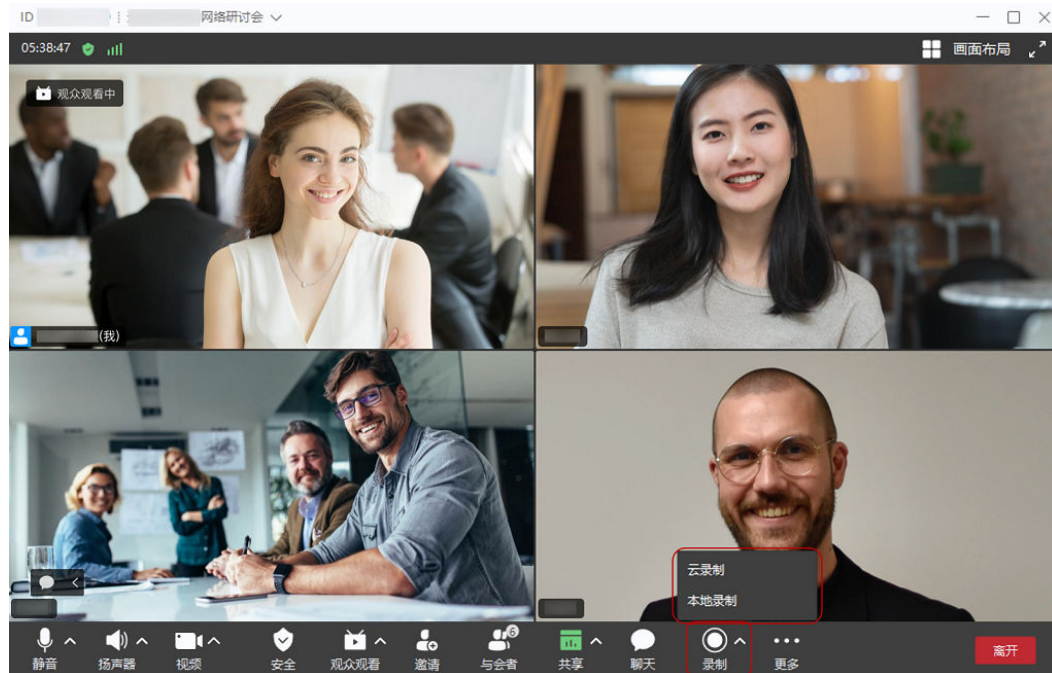 ID
网络研讨会
05:38:47
画面布局
观众观看中
(我)
云录制
本地录制
6
静音
扬声器
视频
安全
观众观看
邀请
与会者
共享
聊天
录制
更多
离开